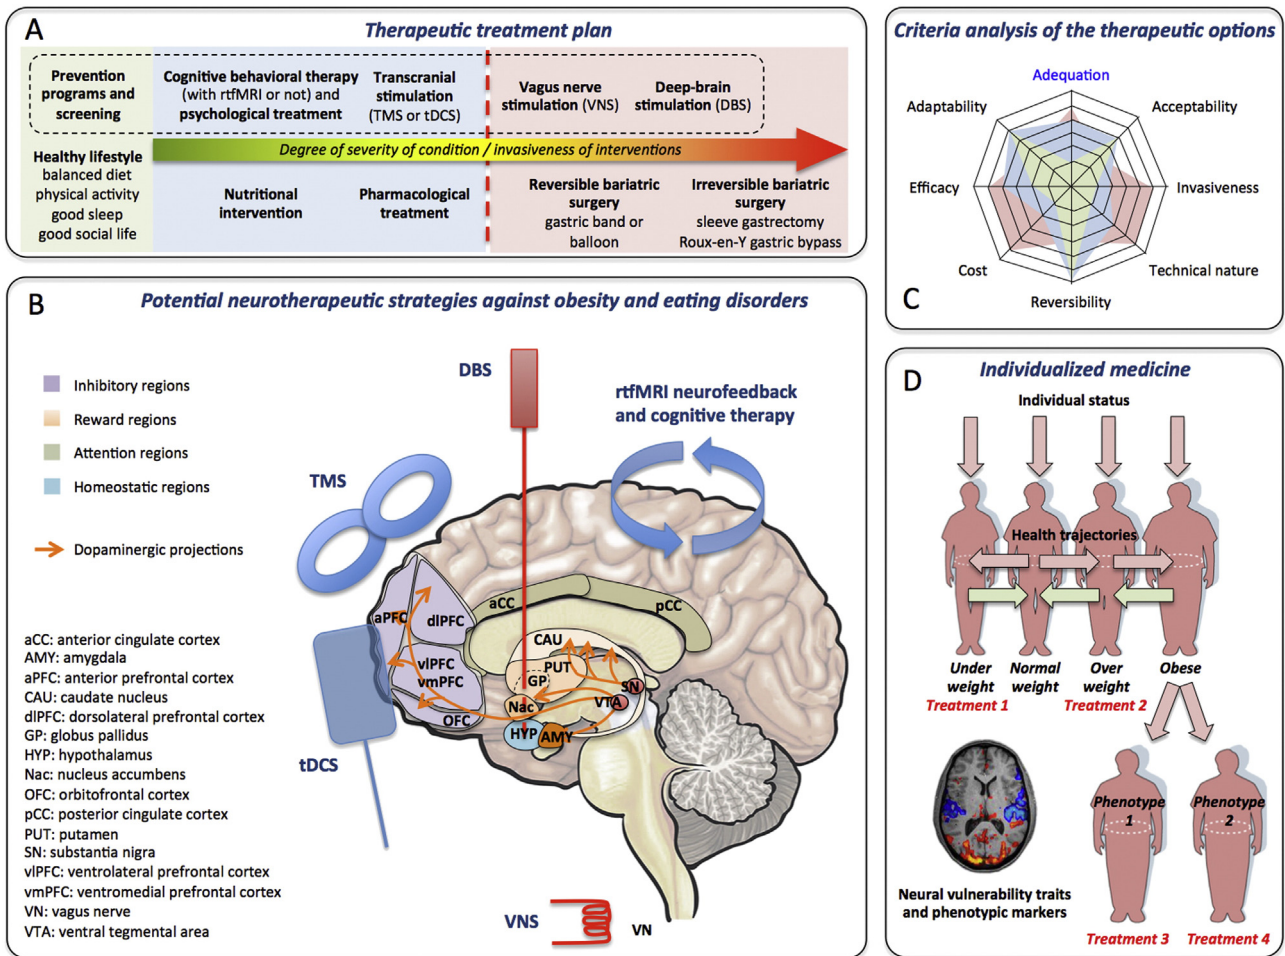 A
Therapeutic treatment plan
Prevention
programs and
screening
Cognitive behavioral therapy
(with rtfMRI or not) and
psychological treatment
Transcranial
stimulation
(TMS or tDCS)
Vagus nerve
stimulation (VNS)
Deep-brain
stimulation (DBS)
Degree of severity of condition / invasiveness of interventions
Healthy lifestyle
balanced diet
physical activity
good sleep
good social life
Nutritional
intervention
Pharmacological
treatment
Reversible bariatric
surgery
gastric band or
balloon
Irreversible bariatric
surgery
sleeve gastrectomy
Roux-en-Y gastric bypass
B
Potential neurotherapeutic strategies against obesity and eating disorders
Inhibitory regions
Reward regions
Attention regions
Homeostatic regions
Dopaminergic projections
DBS
rtfMRI neurofeedback
and cognitive therapy
TMS
tDCS
aPFC
dlPFC
vlPFC
vmPFC
OFC
aCC
pCC
CAU
PUT
GP
Nac
SN
VTA
HYP
AMY
VNS
VN
aCC: anterior cingulate cortex
AMY: amygdala
aPFC: anterior prefrontal cortex
CAU: caudate nucleus
dlPFC: dorsolateral prefrontal cortex
GP: globus pallidus
HYP: hypothalamus
Nac: nucleus accumbens
OFC: orbitofrontal cortex
pCC: posterior cingulate cortex
PUT: putamen
SN: substantia nigra
vlPFC: ventrolateral prefrontal cortex
vmPFC: ventromedial prefrontal cortex
VN: vagus nerve
VTA: ventral tegmental area
Criteria analysis of the therapeutic options
Adequation
Adaptability
Acceptability
Efficacy
Invasiveness
Cost
Technical nature
Reversibility
C
D
Individualized medicine
Individual status
Health trajectories
Under
weight
Treatment 1
Normal
weight
Over
weight
Treatment 2
Obese
Phenotype
1
Phenotype
2
Neural vulnerability traits
and phenotypic markers
Treatment 3
Treatment 4